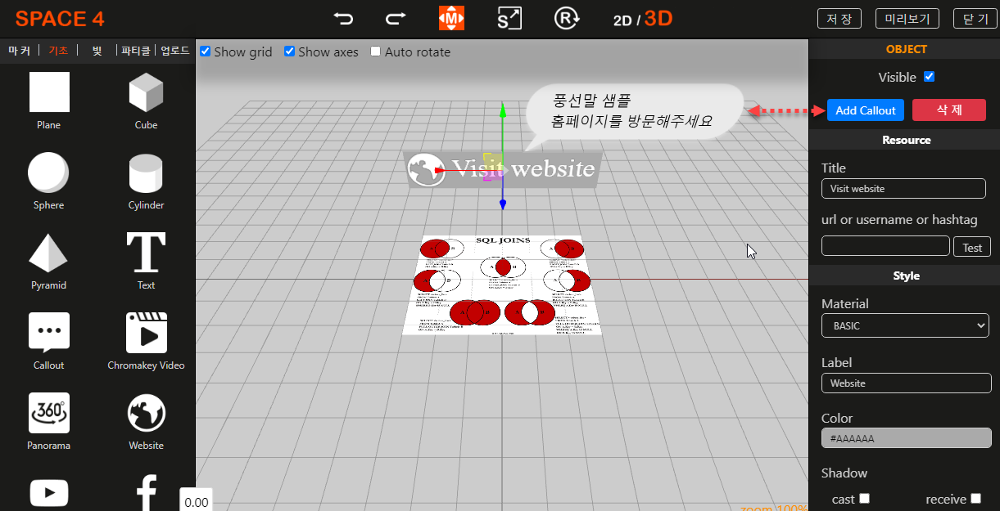 SPACE 4
M
S
R
2D / 3D
저 장
미리보기
닫 기
마 커 | 기초 | 빛 | 파티클 | 업로드
Show grid
Show axes
Auto rotate
OBJECT
Visible
Add Callout
삭 제
Resource
Title
Visit website
url or username or hashtag
Test
Style
Material
BASIC
Label
Website
Color
#AAAAAA
Shadow
cast
receive
Plane
Cube
Sphere
Cylinder
Pyramid
T
Text
Callout
Chromakey Video
360°
Panorama
Website
풍선말 샘플
홈페이지를 방문해주세요
Visit website
SQL JOINS
0.00
zoom 100%